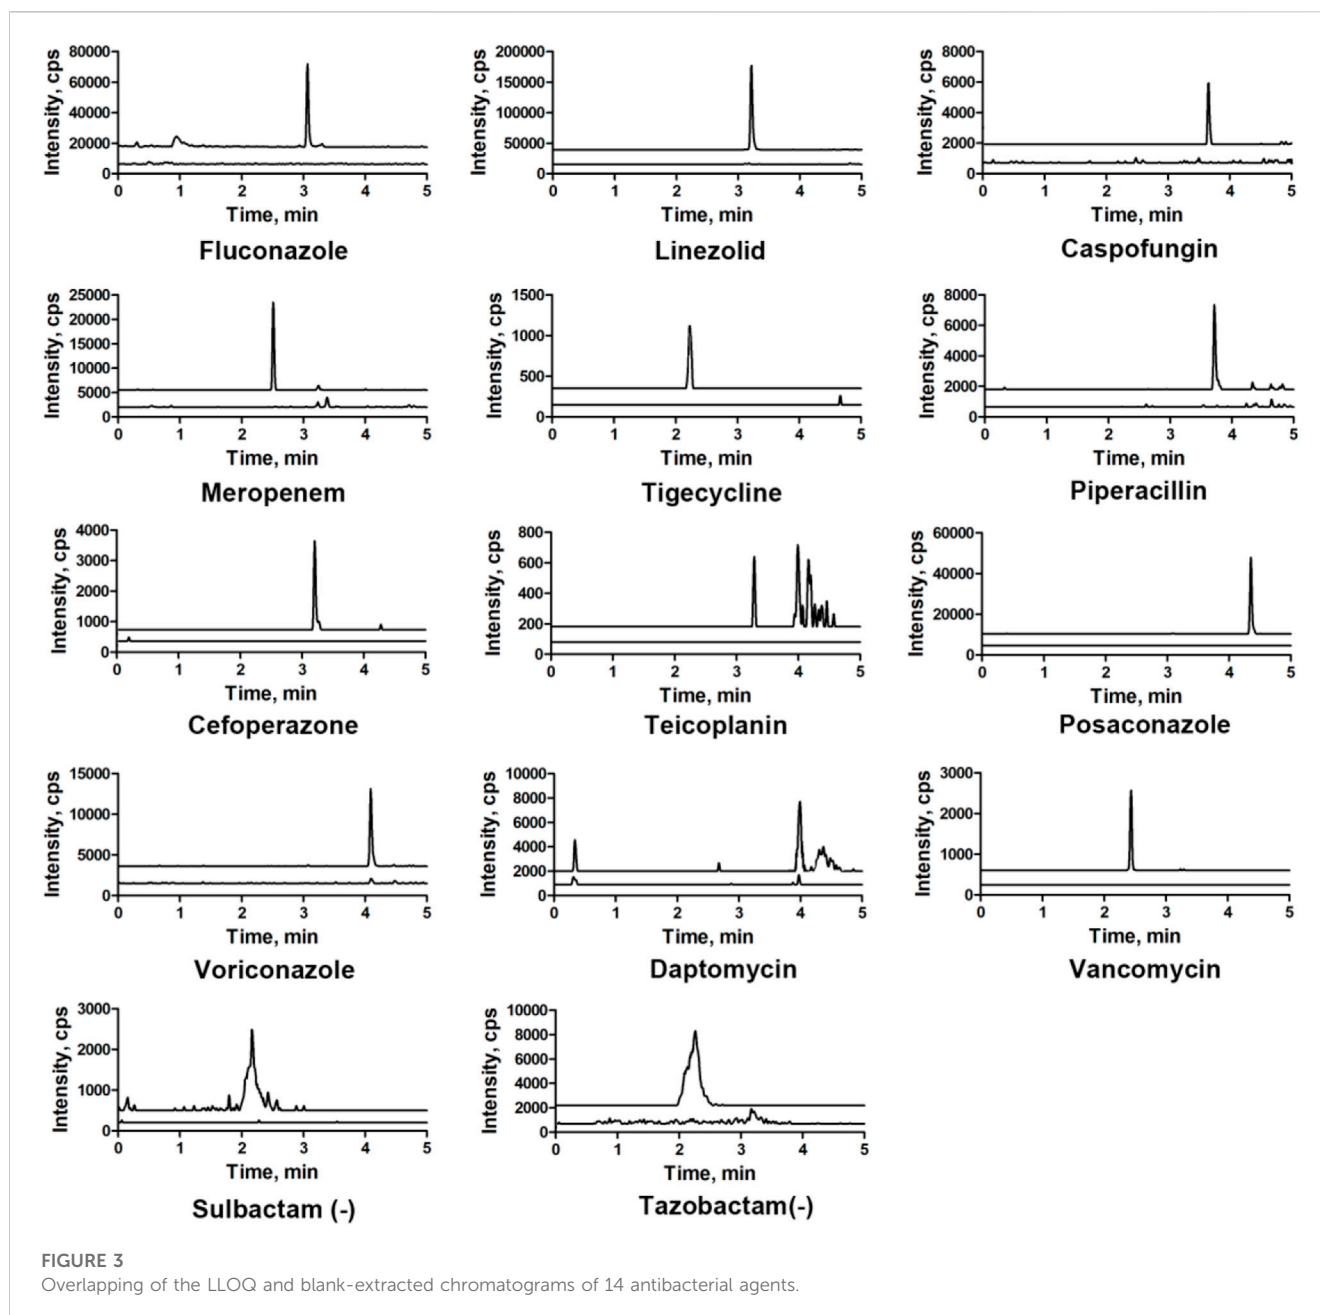 Intensity, cps
80000
60000
40000
20000
0
0 1 2 3 4 5
Time, min
Fluconazole
Intensity, cps
200000
150000
100000
50000
0
0 1 2 3 4 5
Time, min
Linezolid
Intensity, cps
8000
6000
4000
2000
0
0 1 2 3 4 5
Time, min
Caspofungin
Intensity, cps
25000
20000
15000
10000
5000
0
0 1 2 3 4 5
Time, min
Meropenem
Intensity, cps
1500
1000
500
0
0 1 2 3 4 5
Time, min
Tigecycline
Intensity, cps
8000
6000
4000
2000
0
0 1 2 3 4 5
Time, min
Piperacillin
Intensity, cps
4000
3000
2000
1000
0
0 1 2 3 4 5
Time, min
Cefoperazone
Intensity, cps
800
600
400
200
0
0 1 2 3 4 5
Time, min
Teicoplanin
Intensity, cps
60000
40000
20000
0
0 1 2 3 4 5
Time, min
Posaconazole
Intensity, cps
15000
10000
5000
0
0 1 2 3 4 5
Time, min
Voriconazole
Intensity, cps
10000
8000
6000
4000
2000
0
0 1 2 3 4 5
Time, min
Daptomycin
Intensity, cps
3000
2000
1000
0
0 1 2 3 4 5
Time, min
Vancomycin
Intensity, cps
3000
2000
1000
0
0 1 2 3 4 5
Time, min
Sulbactam (-)
Intensity, cps
10000
8000
6000
4000
2000
0
0 1 2 3 4 5
Time, min
Tazobactam(-)
FIGURE 3
Overlapping of the LLOQ and blank-extracted chromatograms of 14 antibacterial agents.